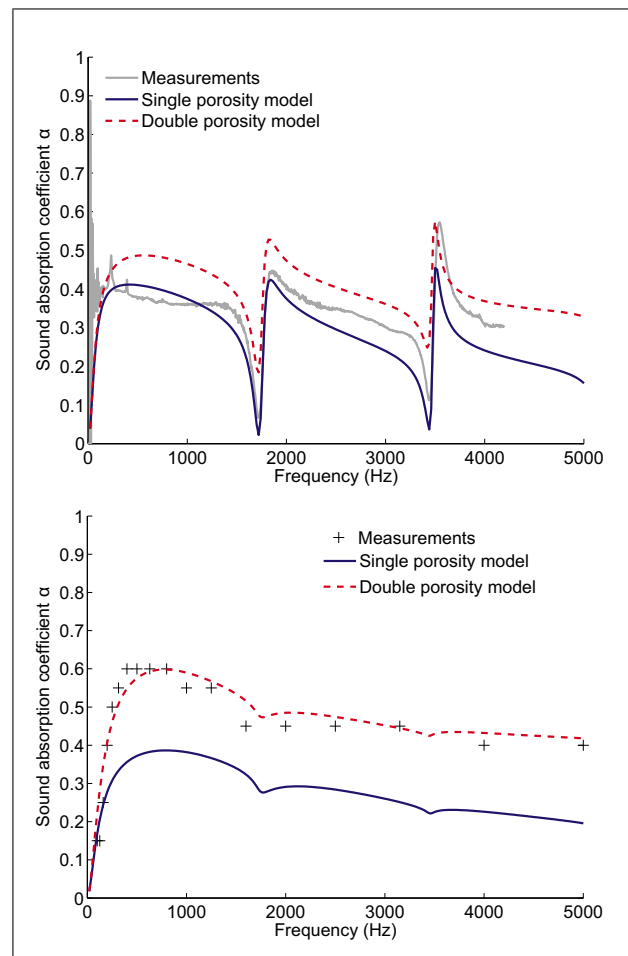 1
0.9
0.8
0.7
0.6
0.5
0.4
0.3
0.2
0.1
0
Sound absorption coefficient α
Measurements
Single porosity model
Double porosity model
0 1000 2000 3000 4000 5000
Frequency (Hz)
1
0.9
0.8
0.7
0.6
0.5
0.4
0.3
0.2
0.1
0
Sound absorption coefficient α
Measurements
Single porosity model
Double porosity model
0 1000 2000 3000 4000 5000
Frequency (Hz)